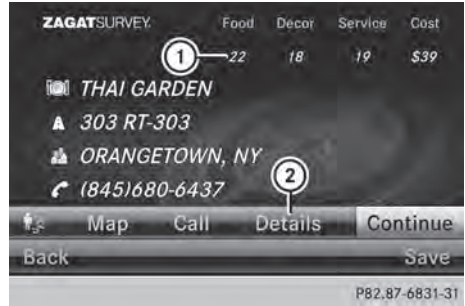 ZAGATSURVEY. Food Decor Service Cost
1 22 18 19 $39
THAI GARDEN
A 303 RT-303
ORANGETOWN, NY
2
(845)680-6437
Map Call Details Continue
Back Save
P82.87-6831-31